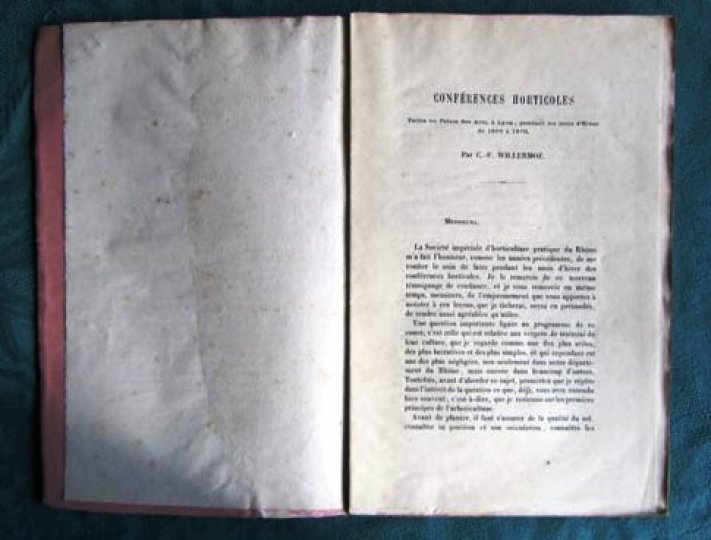 CONFÉRENCES HORTICOLES
Faites au Palais des Arts, à Lyon, pendant les mois d'Hiver
de 1869 à 1870,
Par C.-F. WILLERMOZ.
Messieurs,
La Société impériale d'horticulture pratique du Rhône
m'a fait l'honneur, comme les années précédentes, de me
confier le soin de faire pendant les mois d'hiver des
conférences horticoles. Je la remercie de ce nouveau
témoignage de confiance, et je vous remercie en même
temps, messieurs, de l'empressement que vous apportez à
assister à ces leçons, que je tâcherai, soyez en persuadés,
de rendre aussi agréables qu'utiles.
Une question importante figure au programme de ce
cours, c'est celle qui est relative aux vergers. Je traiterai de
leur culture, que je regarde comme une des plus utiles,
des plus lucratives et des plus simples, et qui cependant est
une des plus négligées, non seulement dans notre départe-
ment du Rhône, mais encore dans beaucoup d'autres.
Toutefois, avant d'aborder ce sujet, permettez que je répète
dans l'intérêt de la question ce que, déjà, vous avez entendu
bien souvent, c'est-à-dire, que je revienne sur les premiers
principes de l'arboriculture.
Avant de planter, il faut s'assurer de la qualité du sol,
connaître sa position et son orientation, connaître les